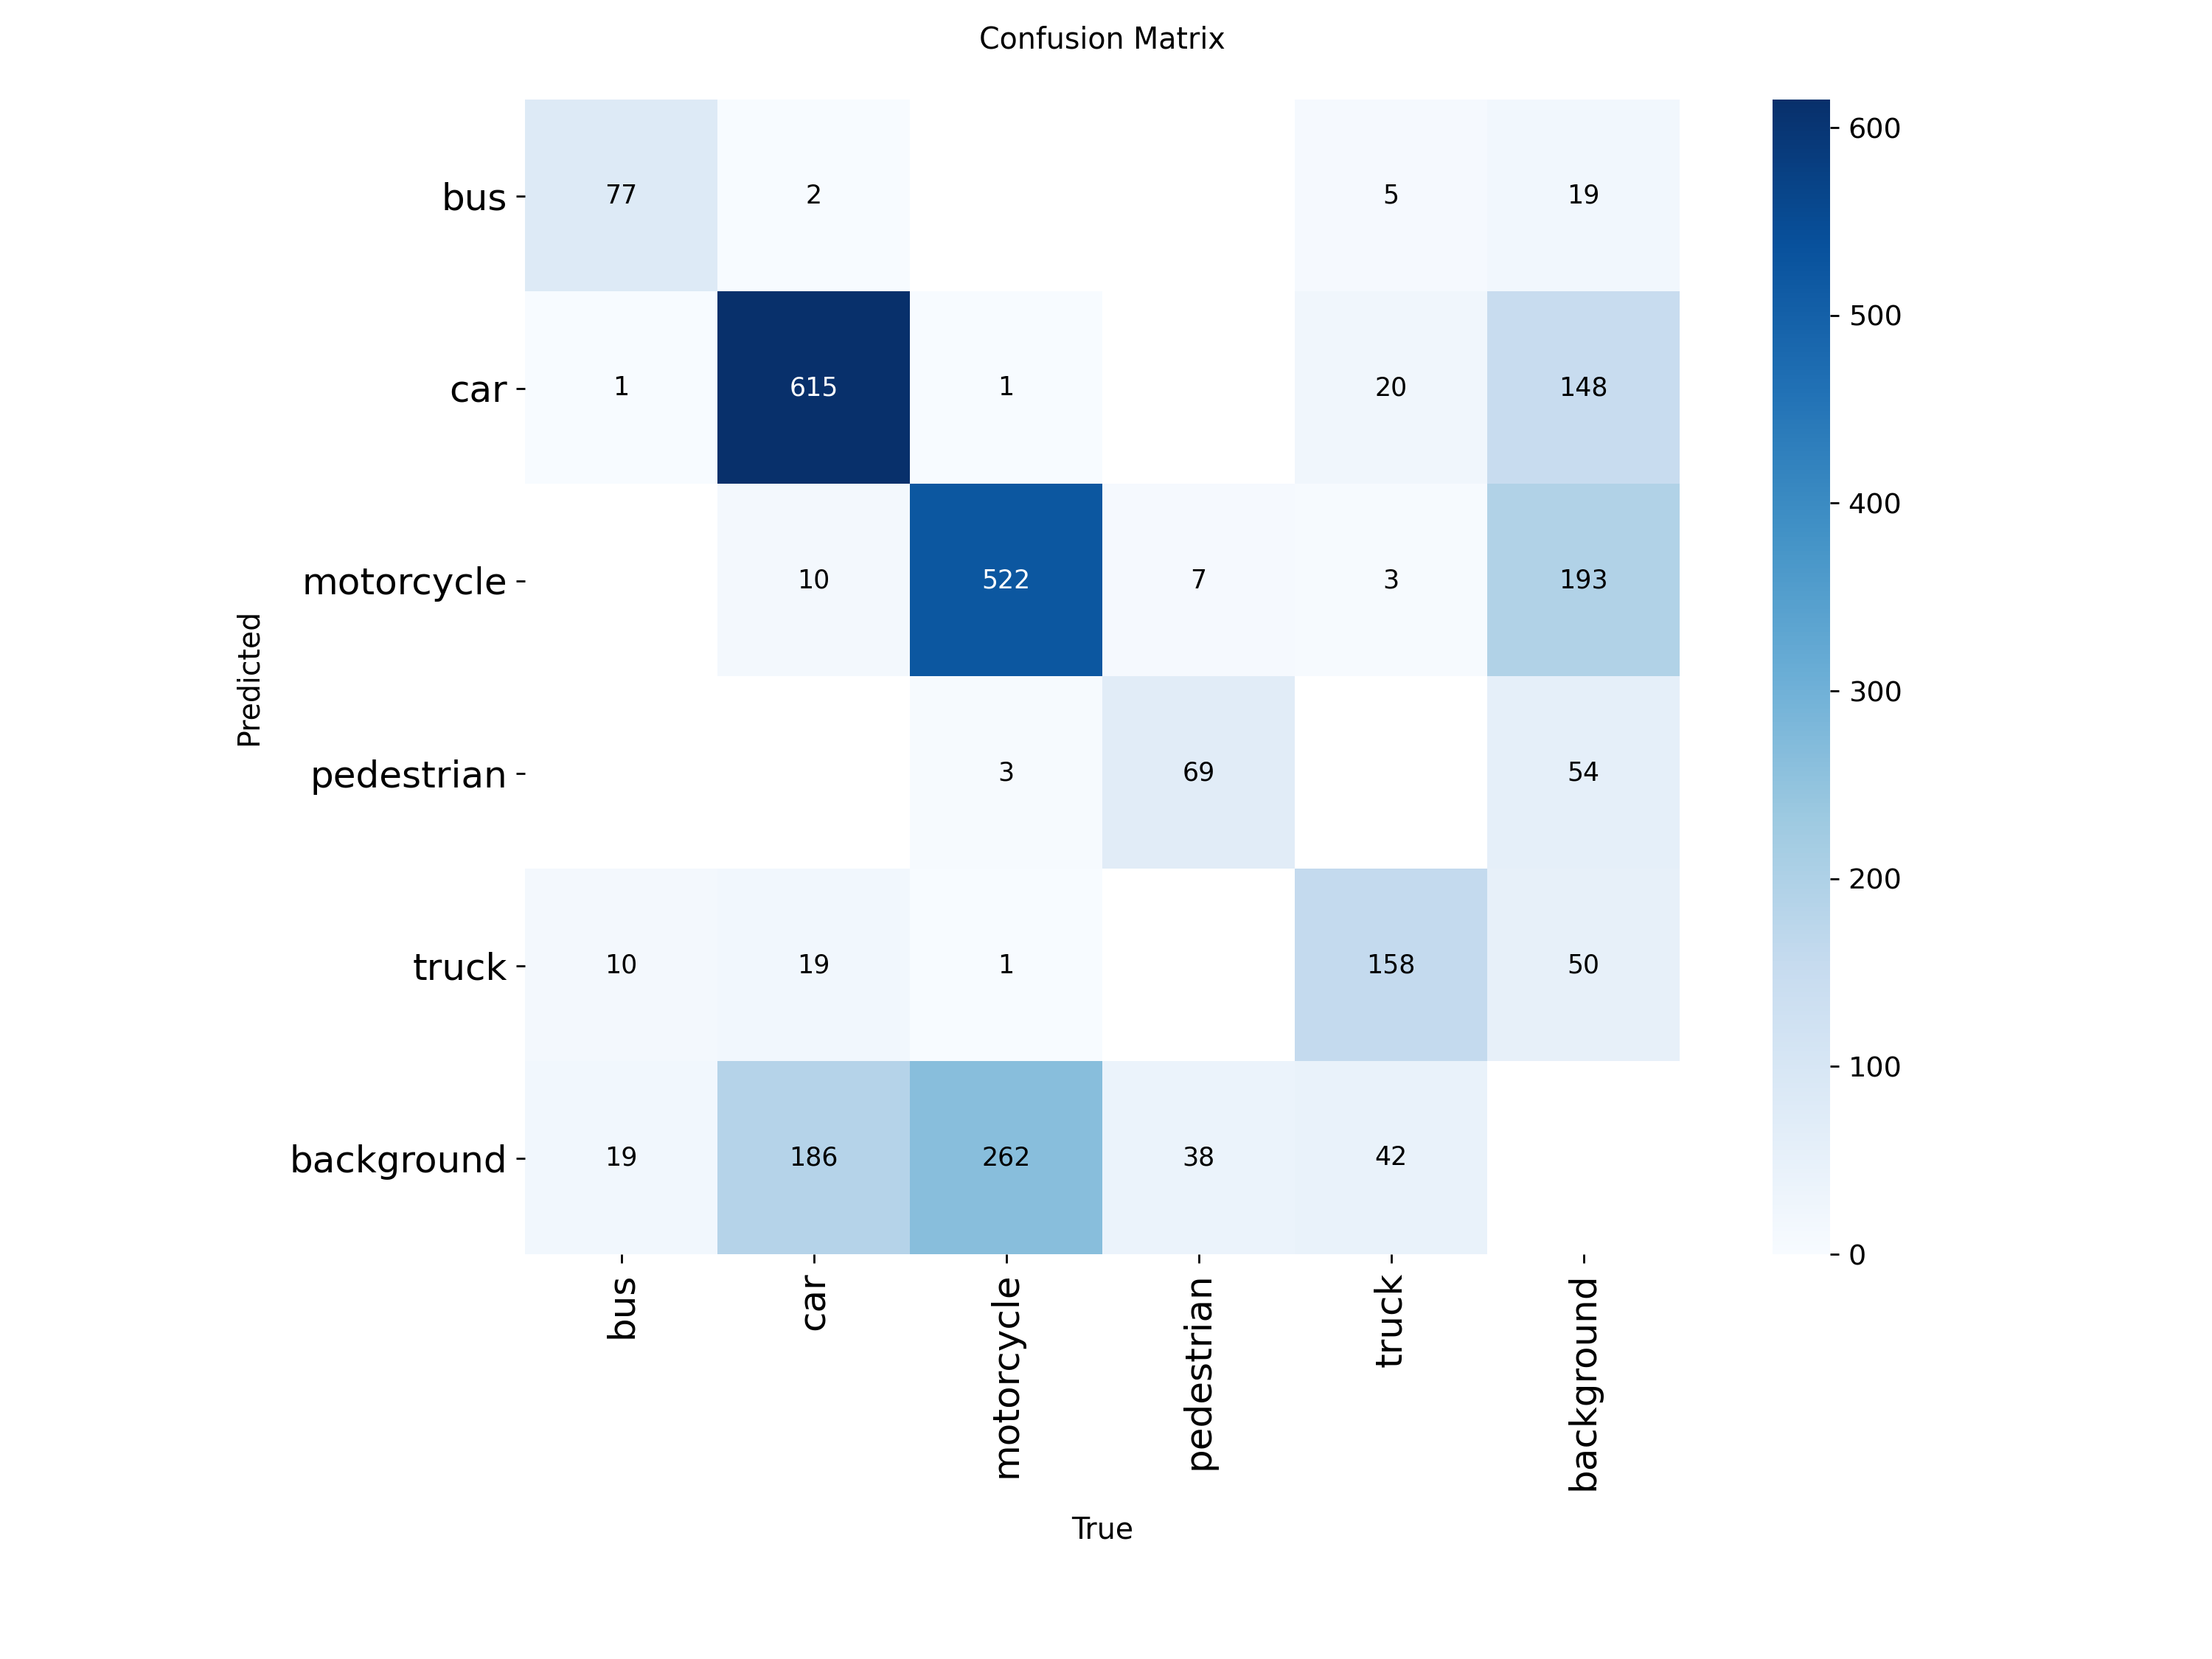 Confusion Matrix
bus 77 2 5 19
car 1 615 1 20 148
motorcycle 10 522 7 3 193
pedestrian 3 69 54
truck 10 19 1 158 50
background 19 186 262 38 42
Predicted
bus car motorcycle pedestrian truck background
True
600
500
400
300
200
100
0